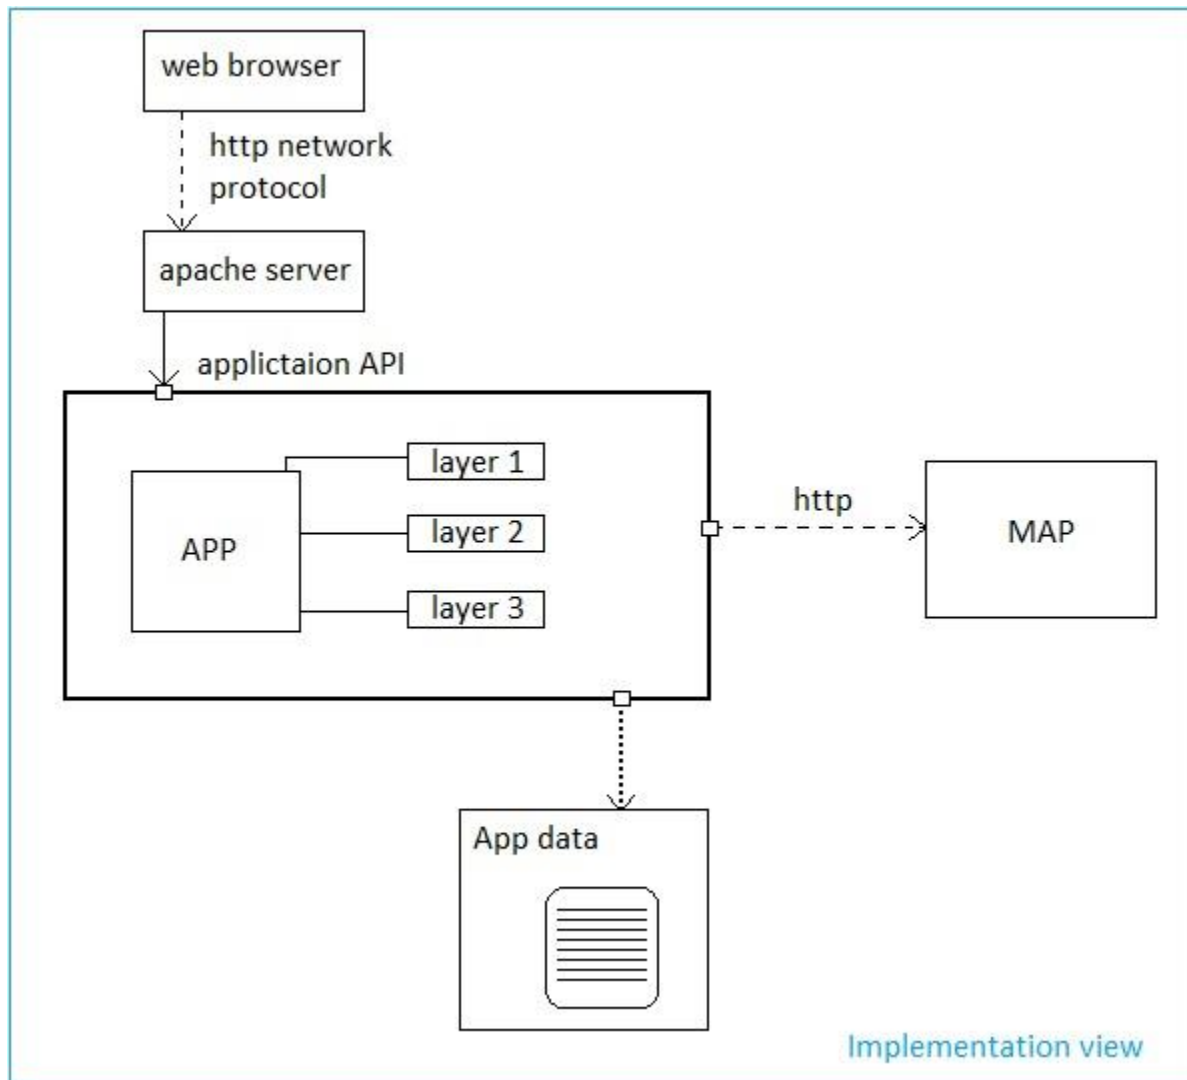 web browser
http network
protocol
apache server
applictaion API
layer 1
layer 2
APP
layer 3
http
MAP
App data
Implementation view